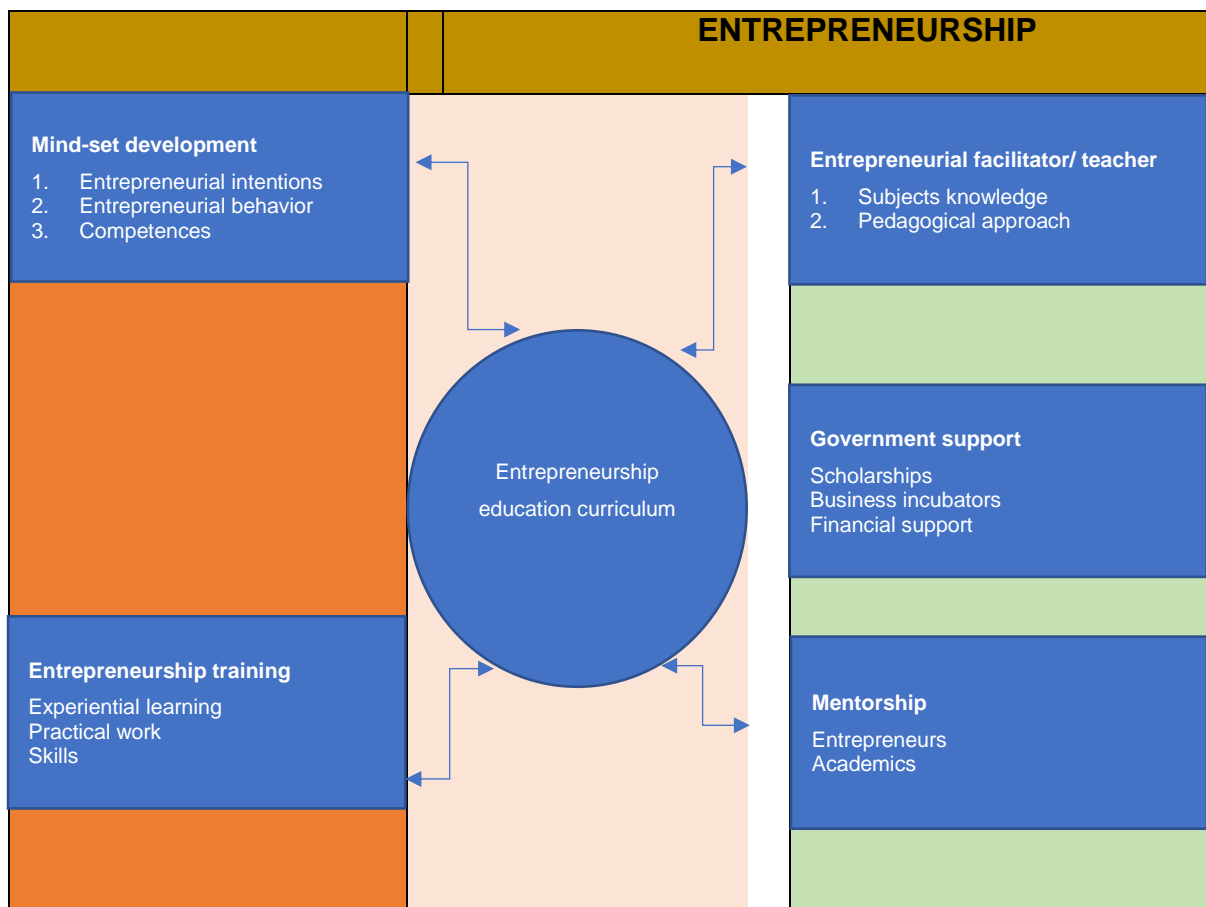 ENTREPRENEURSHIP
Mind-set development
1. Entrepreneurial intentions
2. Entrepreneurial behavior
3. Competences
Entrepreneurial facilitator/ teacher
1. Subjects knowledge
2. Pedagogical approach
Entrepreneurship
education curriculum
Government support
Scholarships
Business incubators
Financial support
Entrepreneurship training
Experiential learning
Practical work
Skills
Mentorship
Entrepreneurs
Academics